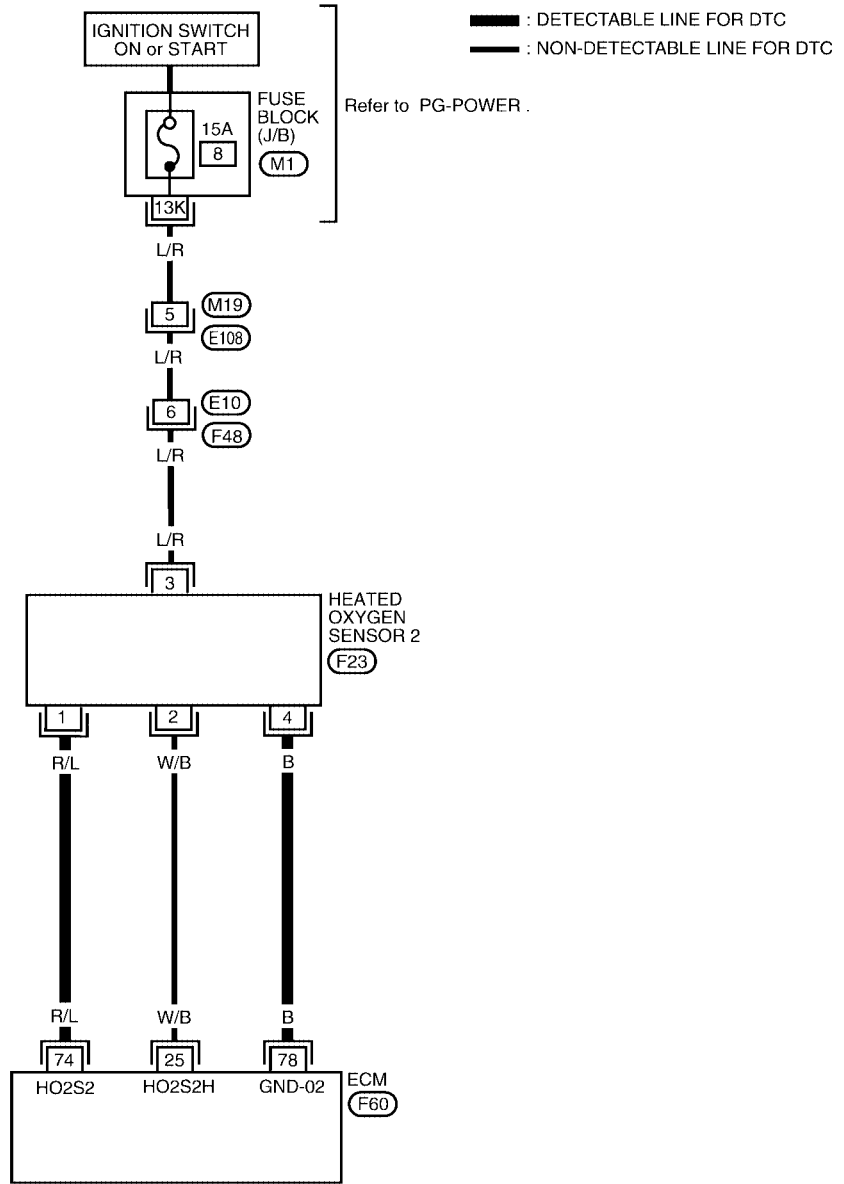 IGNITION SWITCH
ON or START
: DETECTABLE LINE FOR DTC
: NON-DETECTABLE LINE FOR DTC
FUSE
BLOCK
(J/B)
M1
15A
8
Refer to PG-POWER .
13K
L/R
5
M19
E108
L/R
6
E10
F48
L/R
L/R
3
HEATED
OXYGEN
SENSOR 2
F23
1
2
4
R/L
W/B
B
R/L
W/B
B
74
25
78
HO2S2
HO2S2H
GND-02
ECM
F60